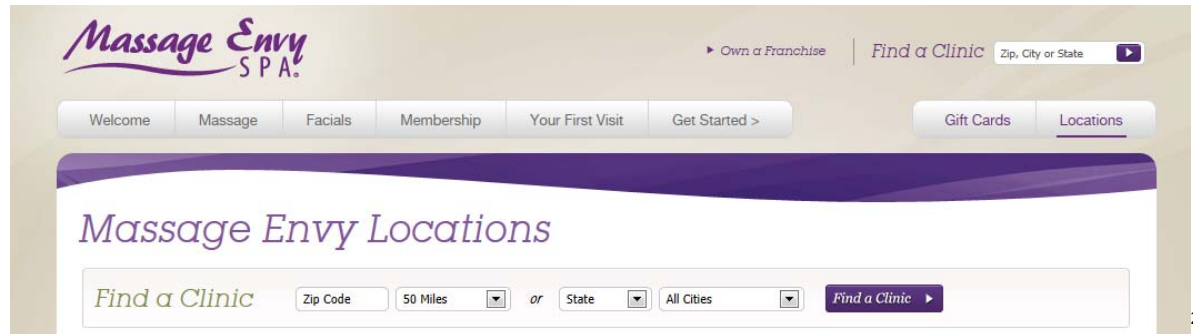 Massage Envy
SPA®
Own a Franchise
Find a Clinic Zip, City or State
Welcome Massage Facials Membership Your First Visit Get Started > Gift Cards Locations
Massage Envy Locations
Find a Clinic Zip Code 50 Miles or State All Cities Find a Clinic